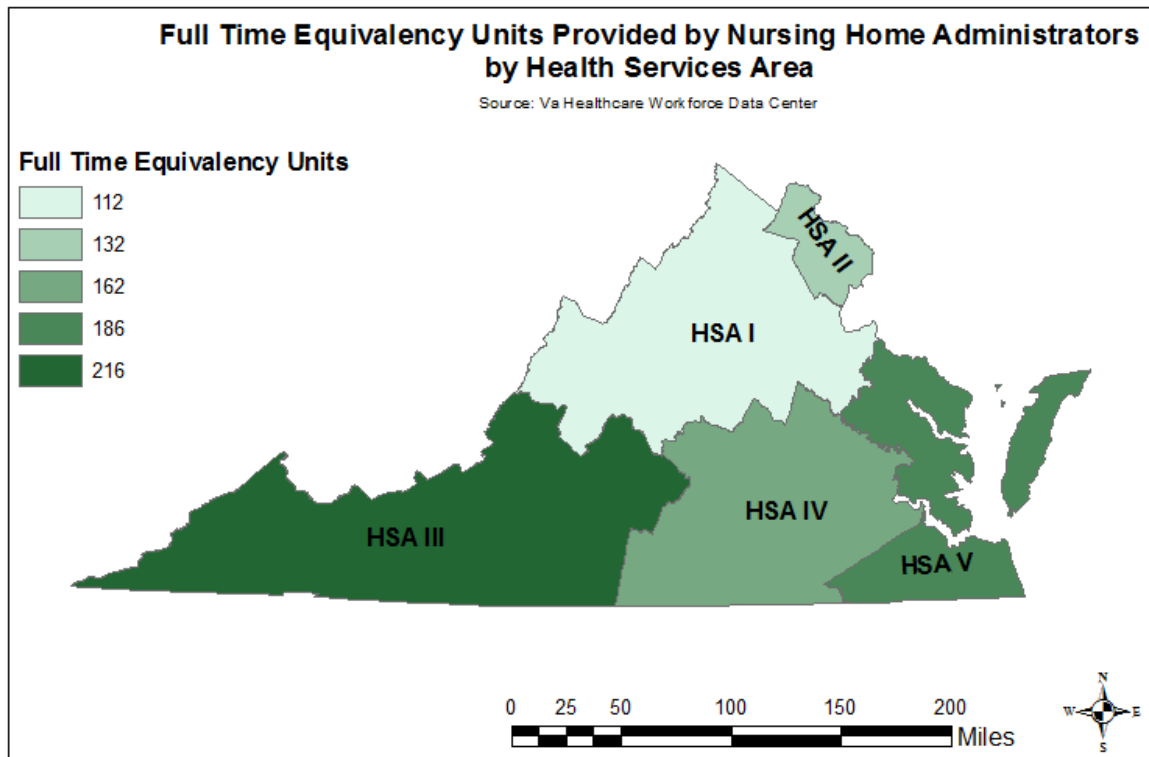 Full Time Equivalency Units Provided by Nursing Home Administrators
by Health Services Area
Source: Va Healthcare Workforce Data Center
Full Time Equivalency Units
112
132
162
186
216
HSA II
HSA I
HSA IV
HSA III
HSA V
0 25 50 100 150 200
Miles
N
W E
S